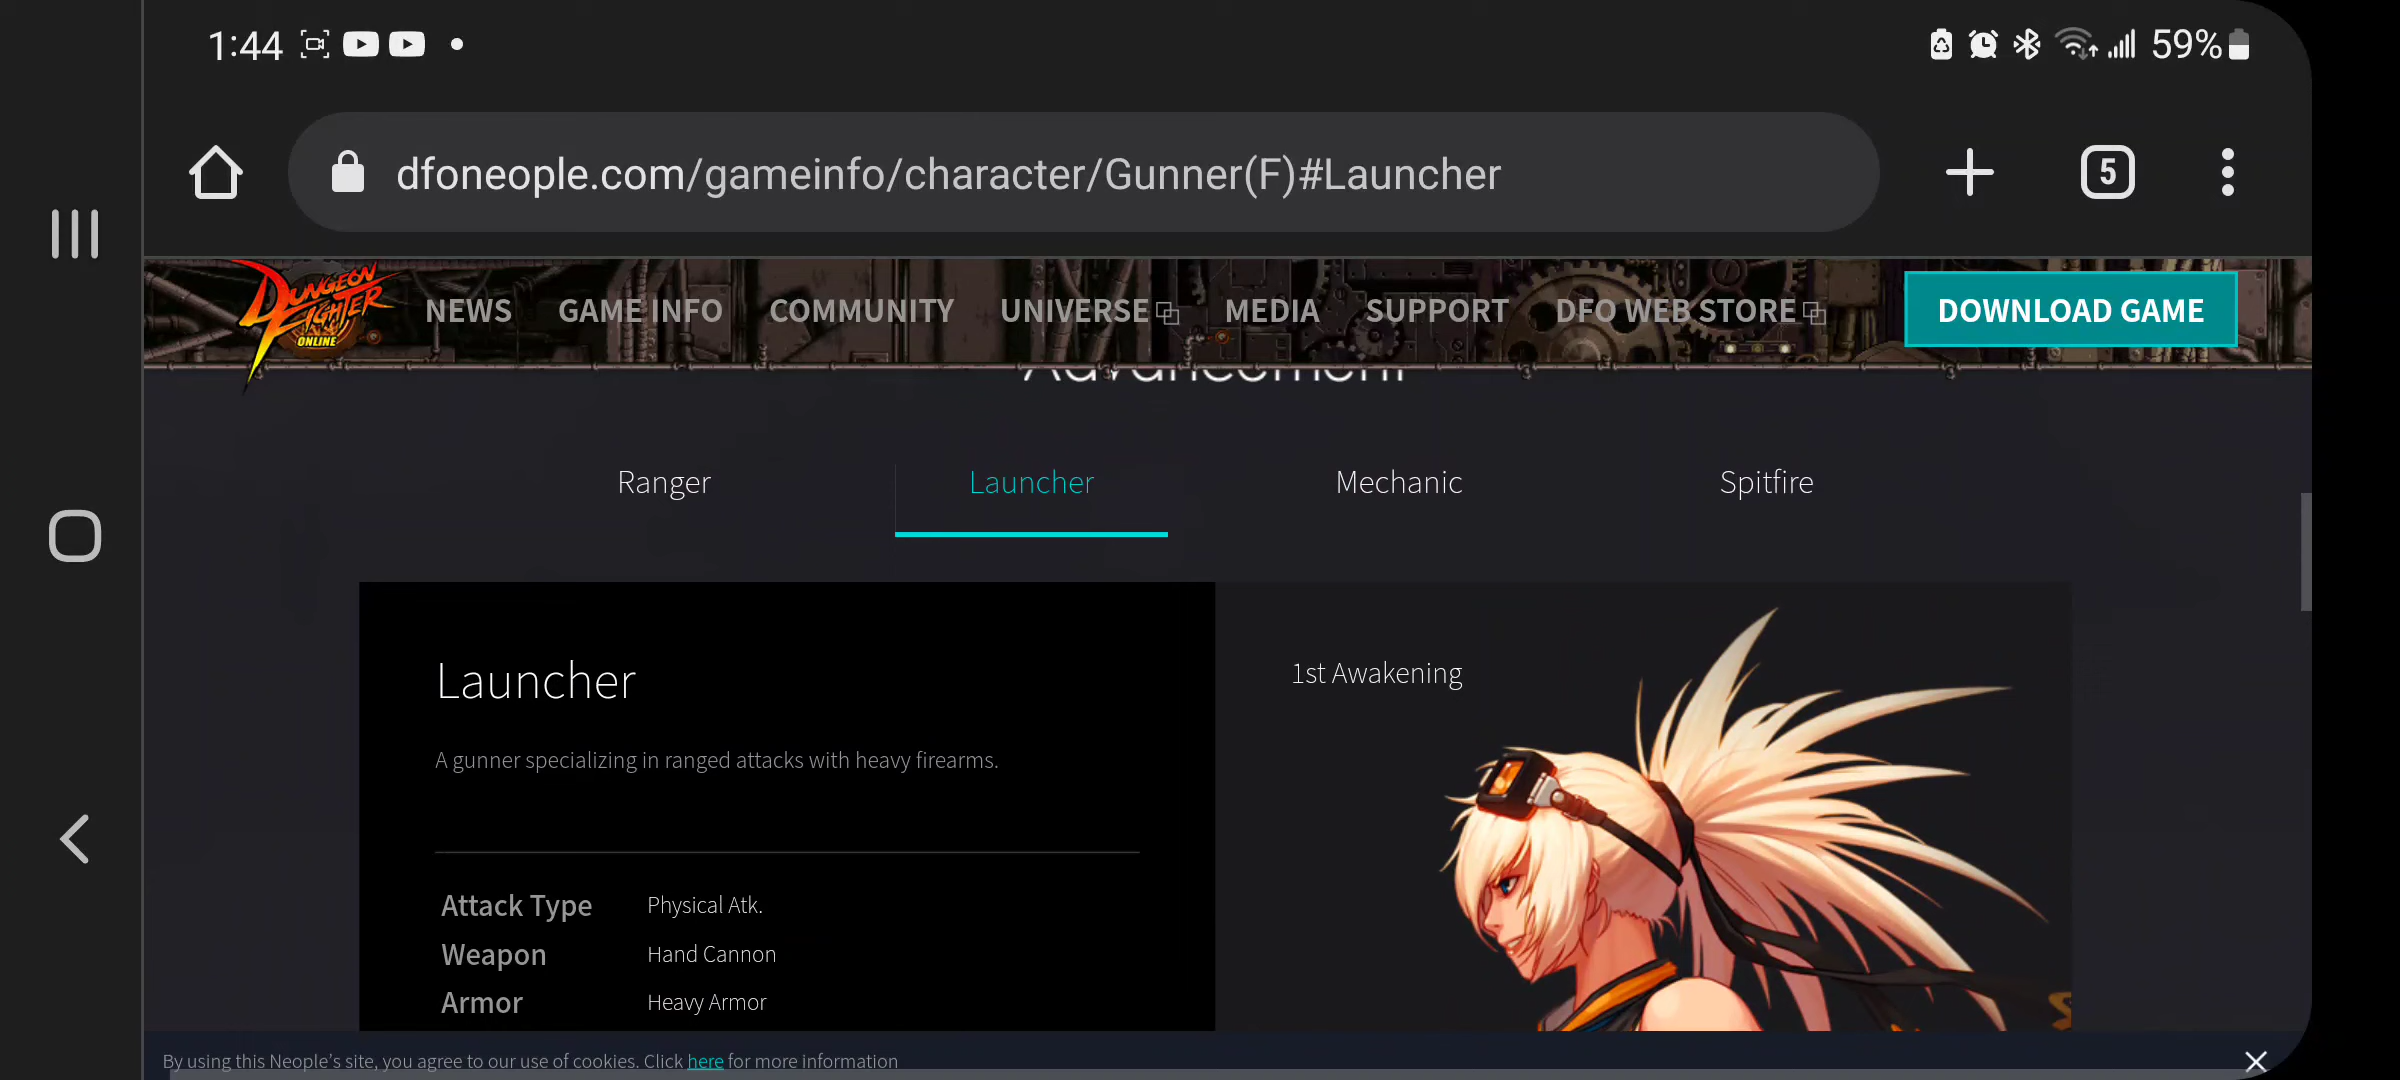 1:44
59%
dfoneople.com/gameinfo/character/Gunner(F)#Launcher
5
DUNGEON FIGHTER ONLINE
NEWS GAME INFO COMMUNITY UNIVERSE MEDIA SUPPORT DFO WEB STORE DOWNLOAD GAME
Advancement
Ranger Launcher Mechanic Spitfire
Launcher
1st Awakening
A gunner specializing in ranged attacks with heavy firearms.
Attack Type Physical Atk.
Weapon Hand Cannon
Armor Heavy Armor
By using this Neople's site, you agree to our use of cookies. Click here for more information